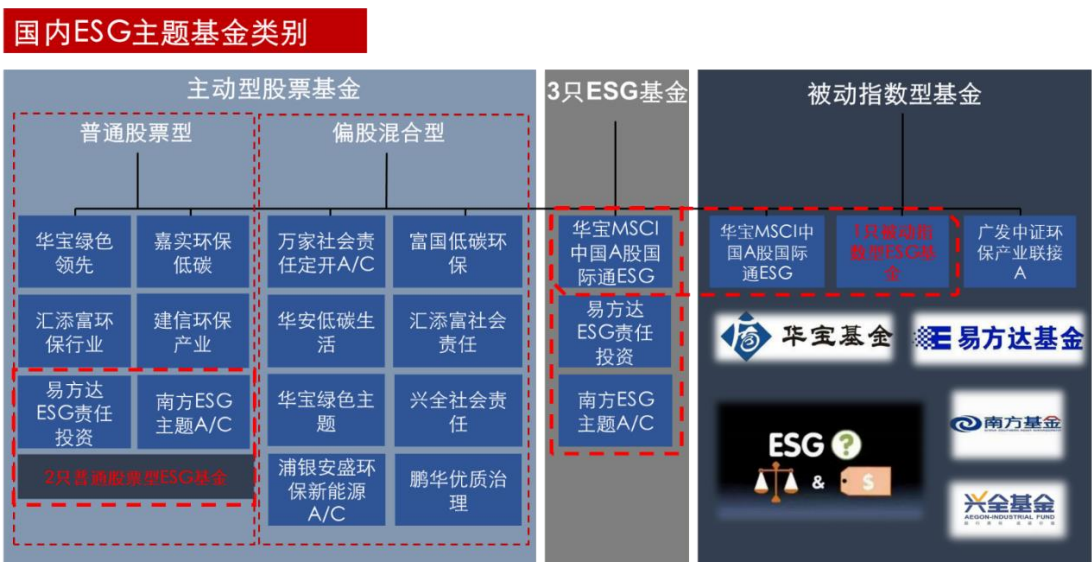 国内ESG主题基金类别
主动型股票基金
普通股票型
偏股混合型
华宝绿色
领先
嘉实环保
低碳
汇添富环
保行业
建信环保
产业
易方达
ESG责任
投资
南方ESG
主题A/C
2只普通股票型ESG基金
万家社会责
任定开A/C
富国低碳环
保
华安低碳生
活
汇添富社会
责任
华宝绿色主
题
兴全社会责
任
浦银安盛环
保新能源
A/C
鹏华优质治
理
3只ESG基金
华宝MSCI
中国A股国
际通ESG
易方达
ESG责任
投资
南方ESG
主题A/C
被动指数型基金
华宝MSCI中
国A股国际
通ESG
1只被动指
数型ESG基
金
广发中证环
保产业联接
A
华宝基金
易方达基金
ESG ?
& $
南方基金
兴全基金
AEGON-INDUSTRIAL FUND